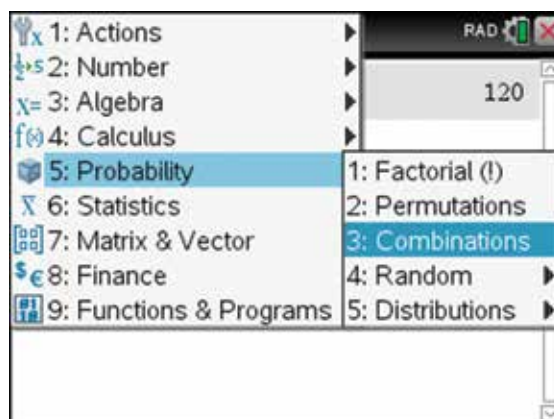 1: Actions
RAD
2: Number
120
3: Algebra
4: Calculus
5: Probability
6: Statistics
7: Matrix & Vector
8: Finance
9: Functions & Programs
1: Factorial (!)
2: Permutations
3: Combinations
4: Random
5: Distributions